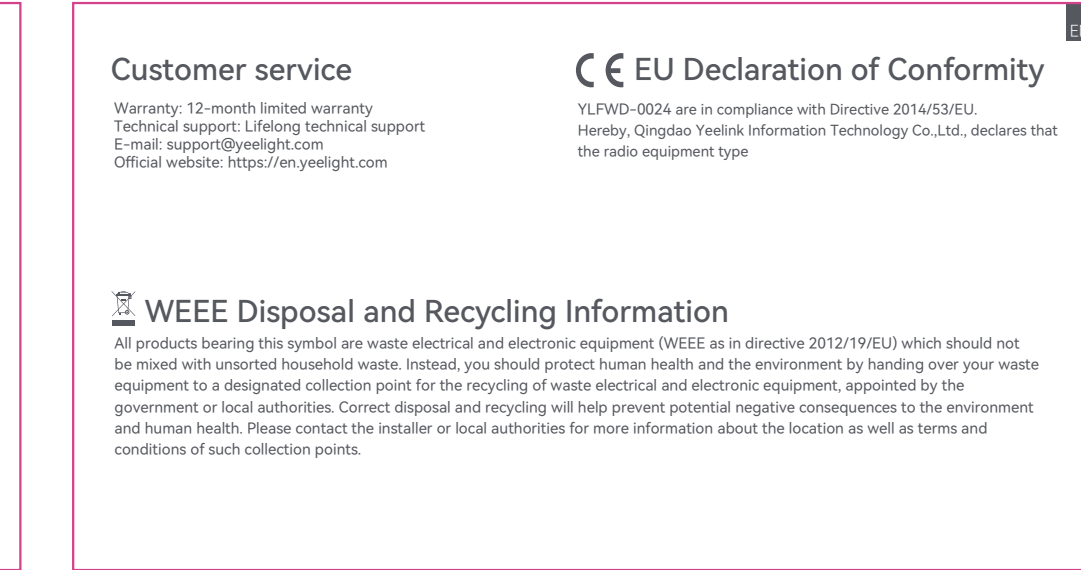 EN
Customer service
Warranty: 12-month limited warranty
Technical support: Lifelong technical support
E-mail: support@yeelight.com
Official website: https://en.yeelight.com
CE EU Declaration of Conformity
YLFWD-0024 are in compliance with Directive 2014/53/EU.
Hereby, Qingdao Yeelink Information Technology Co.,Ltd., declares that
the radio equipment type
WEEE Disposal and Recycling Information
All products bearing this symbol are waste electrical and electronic equipment (WEEE as in directive 2012/19/EU) which should not
be mixed with unsorted household waste. Instead, you should protect human health and the environment by handing over your waste
equipment to a designated collection point for the recycling of waste electrical and electronic equipment, appointed by the
government or local authorities. Correct disposal and recycling will help prevent potential negative consequences to the environment
and human health. Please contact the installer or local authorities for more information about the location as well as terms and
conditions of such collection points.